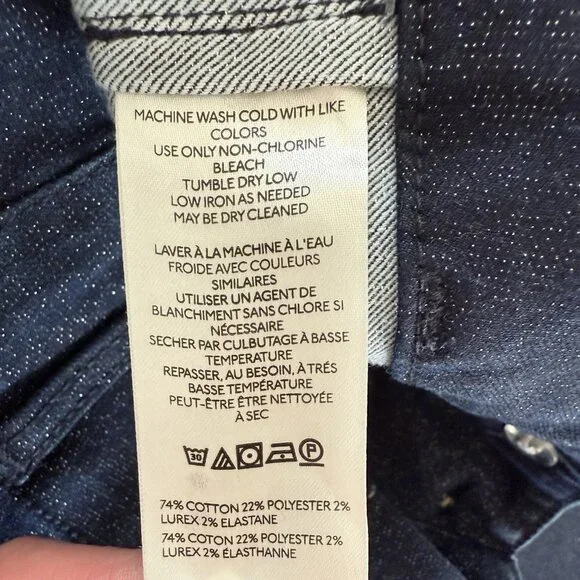 MACHINE WASH COLD WITH LIKE
COLORS
USE ONLY NON-CHLORINE
BLEACH
TUMBLE DRY LOW
LOW IRON AS NEEDED
MAY BE DRY CLEANED
LAVER À LA MACHINE À L'EAU
FROIDE AVEC COULEURS
SIMILAIRES
UTILISER UN AGENT DE
BLANCHIMENT SANS CHLORE SI
NÉCESSAIRE
SECHER PAR CULBUTAGE À BASSE
TEMPERATURE
REPASSER, AU BESOIN, À TRÉS
BASSE TEMPÉRATURE
PEUT-ÊTRE ÊTRE NETTOYÉE
À SEC
30 P
74% COTTON 22% POLYESTER 2%
LUREX 2% ELASTANE
74% COTTON 22% POLYESTER 2%
LUREX 2% ÉLASTHANNE